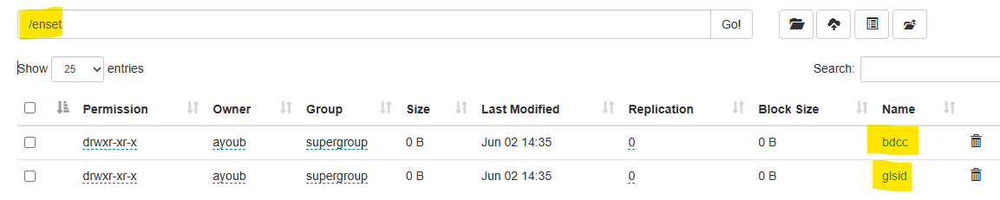 /enset Go!
Show 25 entries Search:
Permission Owner Group Size Last Modified Replication Block Size Name
drwxr-xr-x ayoub supergroup 0 B Jun 02 14:35 0 0 B bdcc
drwxr-xr-x ayoub supergroup 0 B Jun 02 14:35 0 0 B glsid